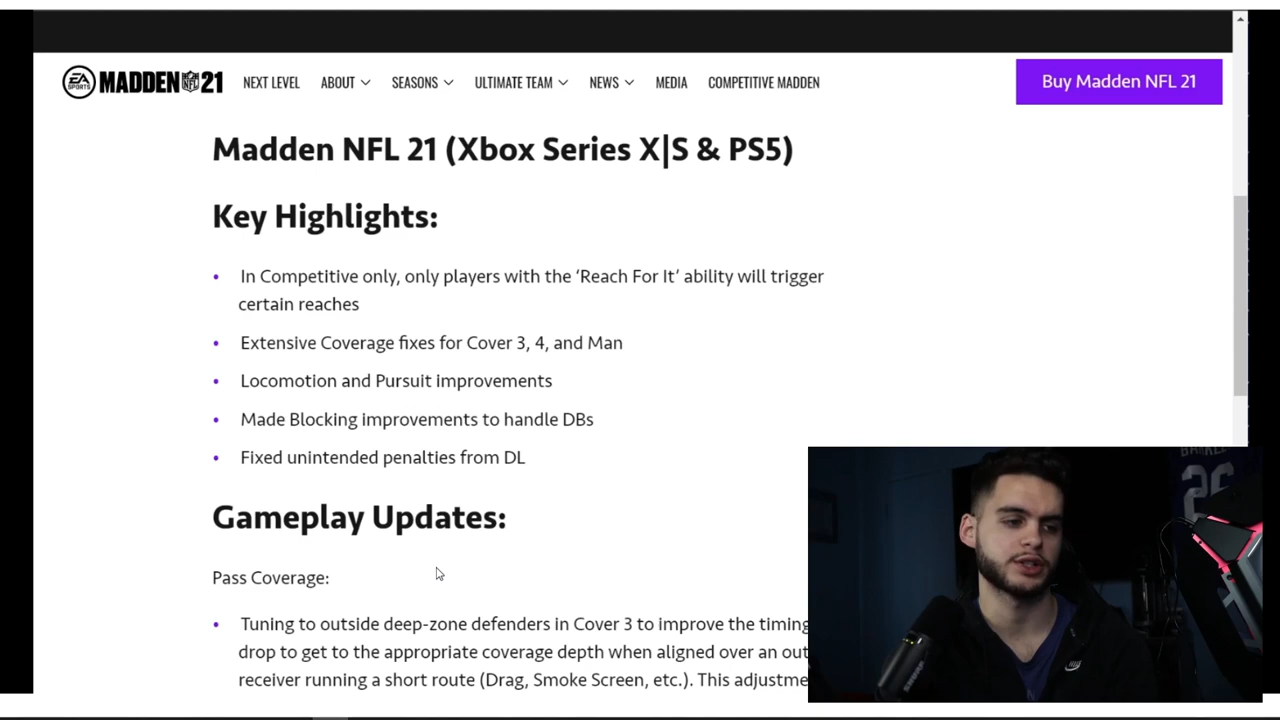 EA SPORTS MADDEN NFL 21 NEXT LEVEL ABOUT SEASONS ULTIMATE TEAM NEWS MEDIA COMPETITIVE MADDEN Buy Madden NFL 21
Madden NFL 21 (Xbox Series X|S & PS5)
Key Highlights:
• In Competitive only, only players with the ‘Reach For It’ ability will trigger
certain reaches
• Extensive Coverage fixes for Cover 3, 4, and Man
• Locomotion and Pursuit improvements
• Made Blocking improvements to handle DBs
• Fixed unintended penalties from DL
26
Gameplay Updates:
Pass Coverage:
• Tuning to outside deep-zone defenders in Cover 3 to improve the timing
drop to get to the appropriate coverage depth when aligned over an out
receiver running a short route (Drag, Smoke Screen, etc.). This adjustme